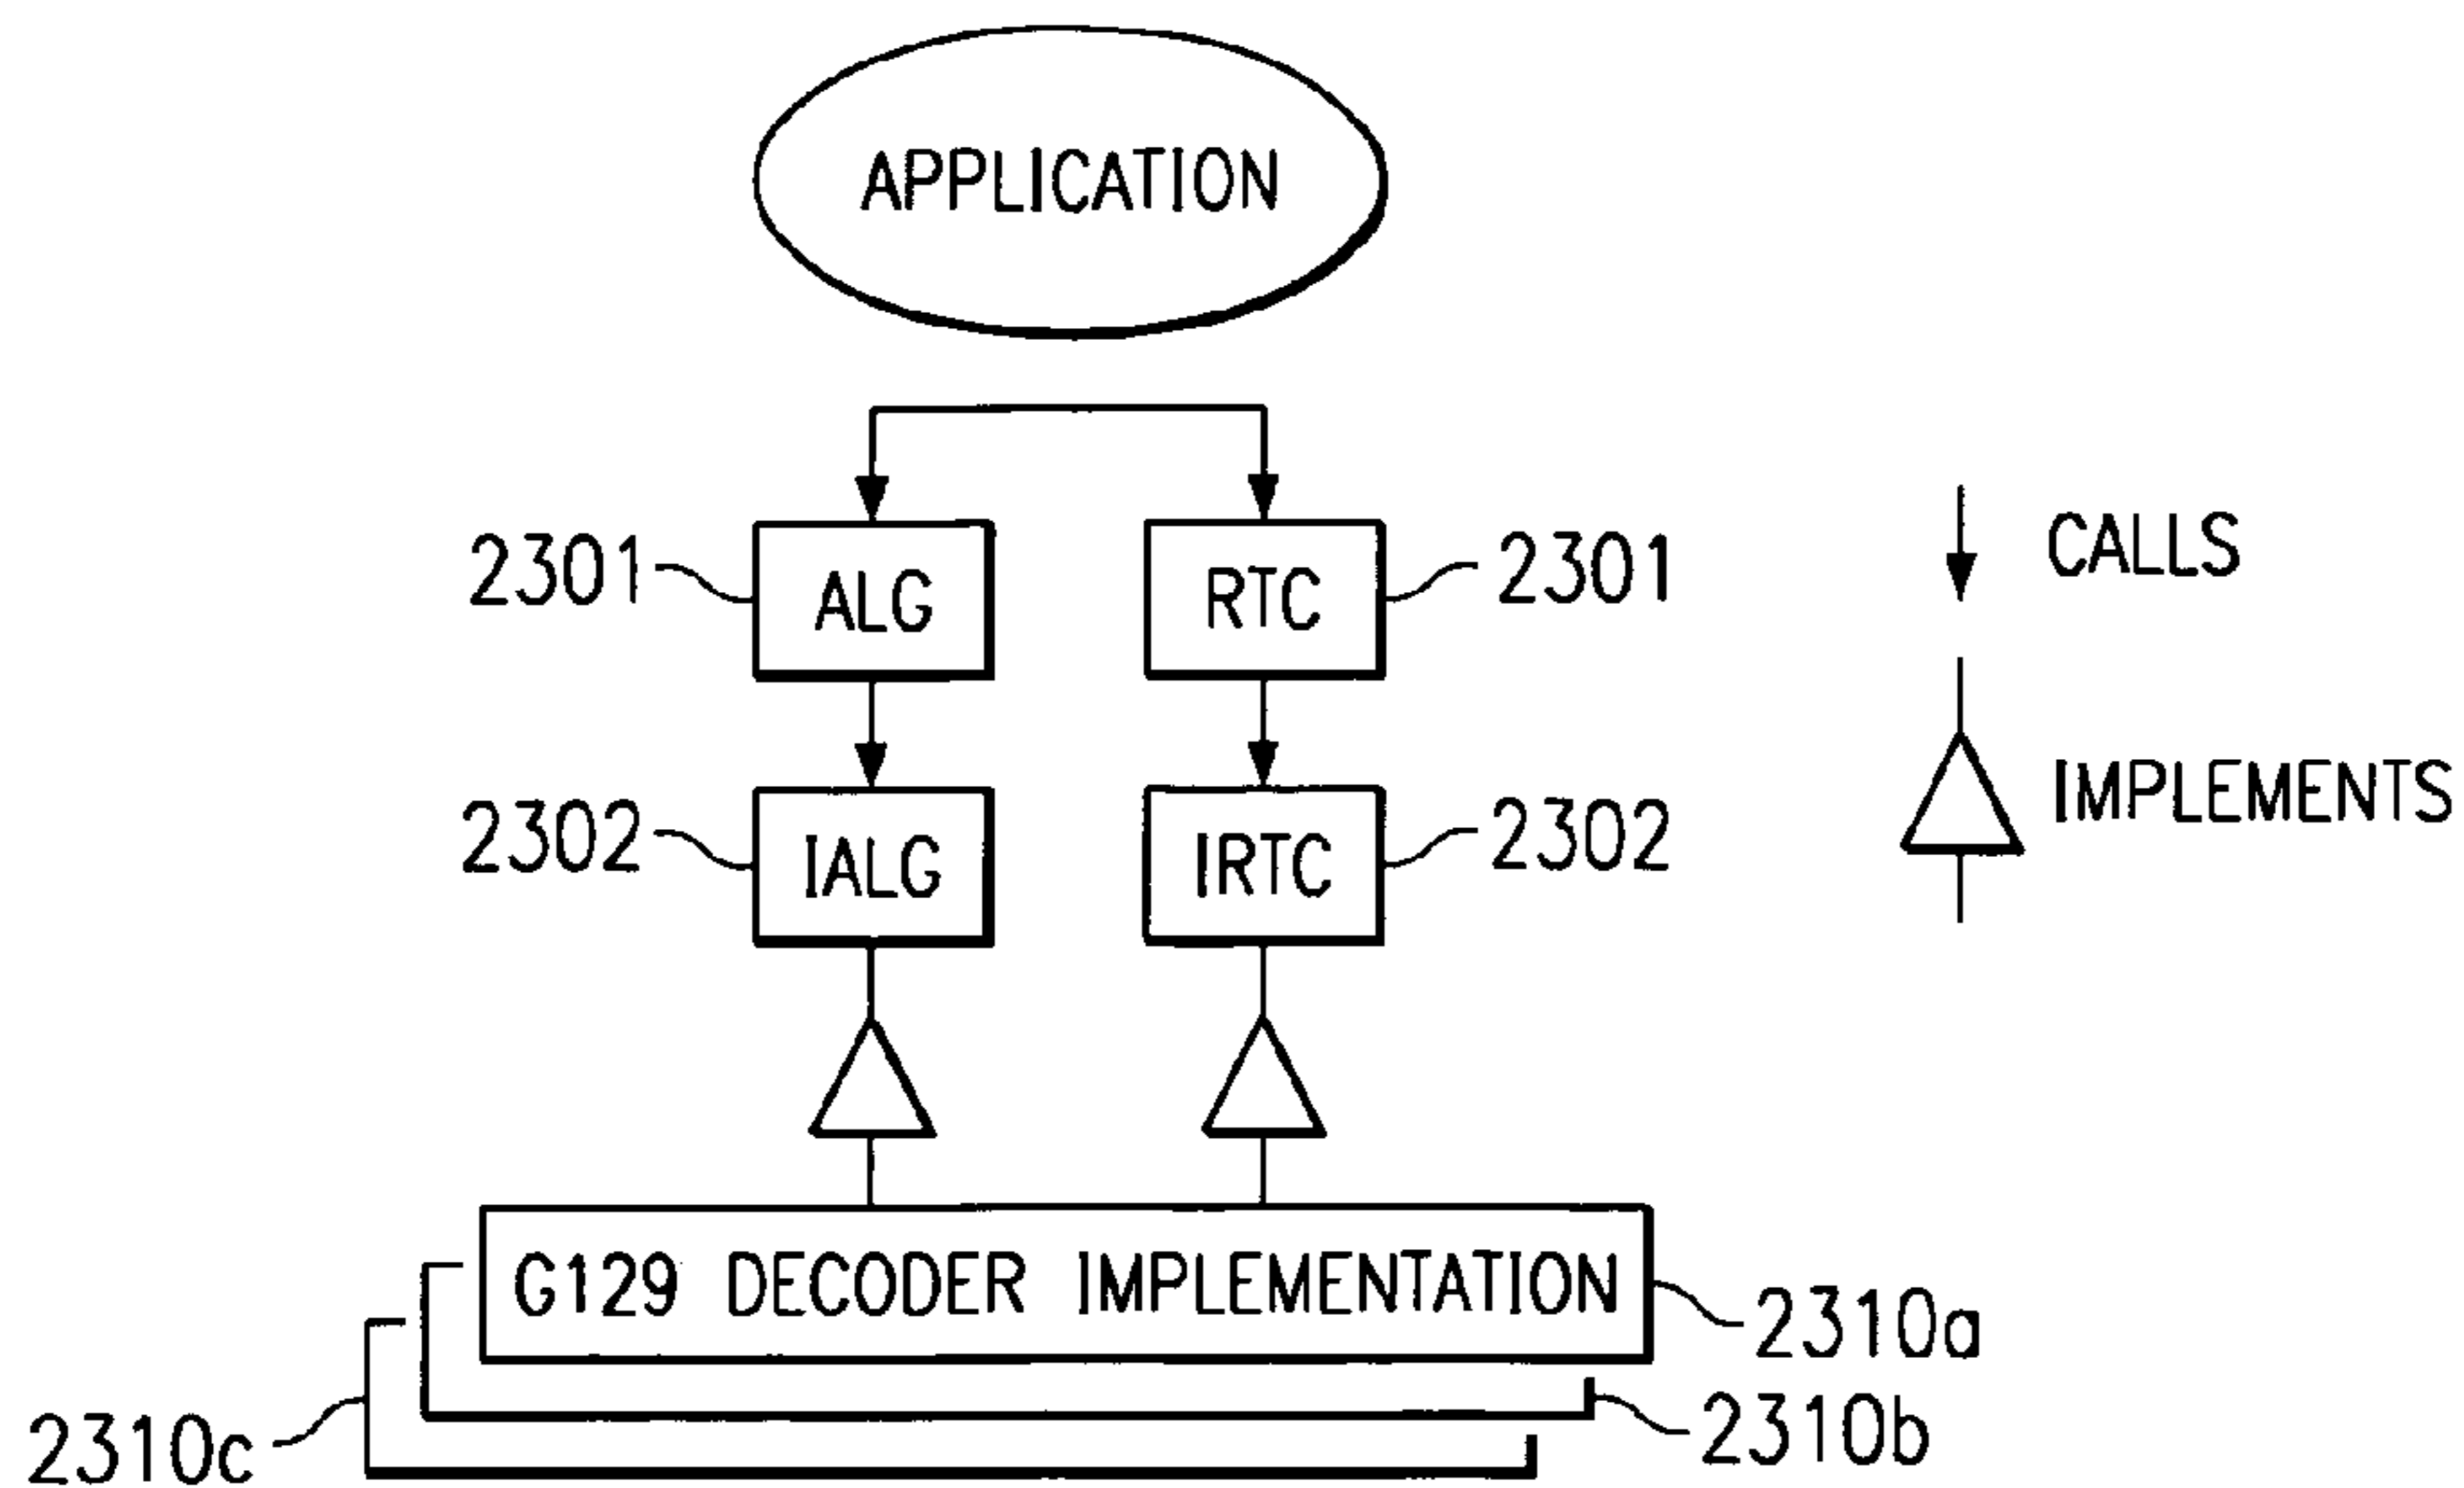 APPLICATION
2301
ALG
RTC
2301
CALLS
2302
IALG
IRTC
2302
IMPLEMENTS
G129 DECODER IMPLEMENTATION
2310a
2310b
2310c